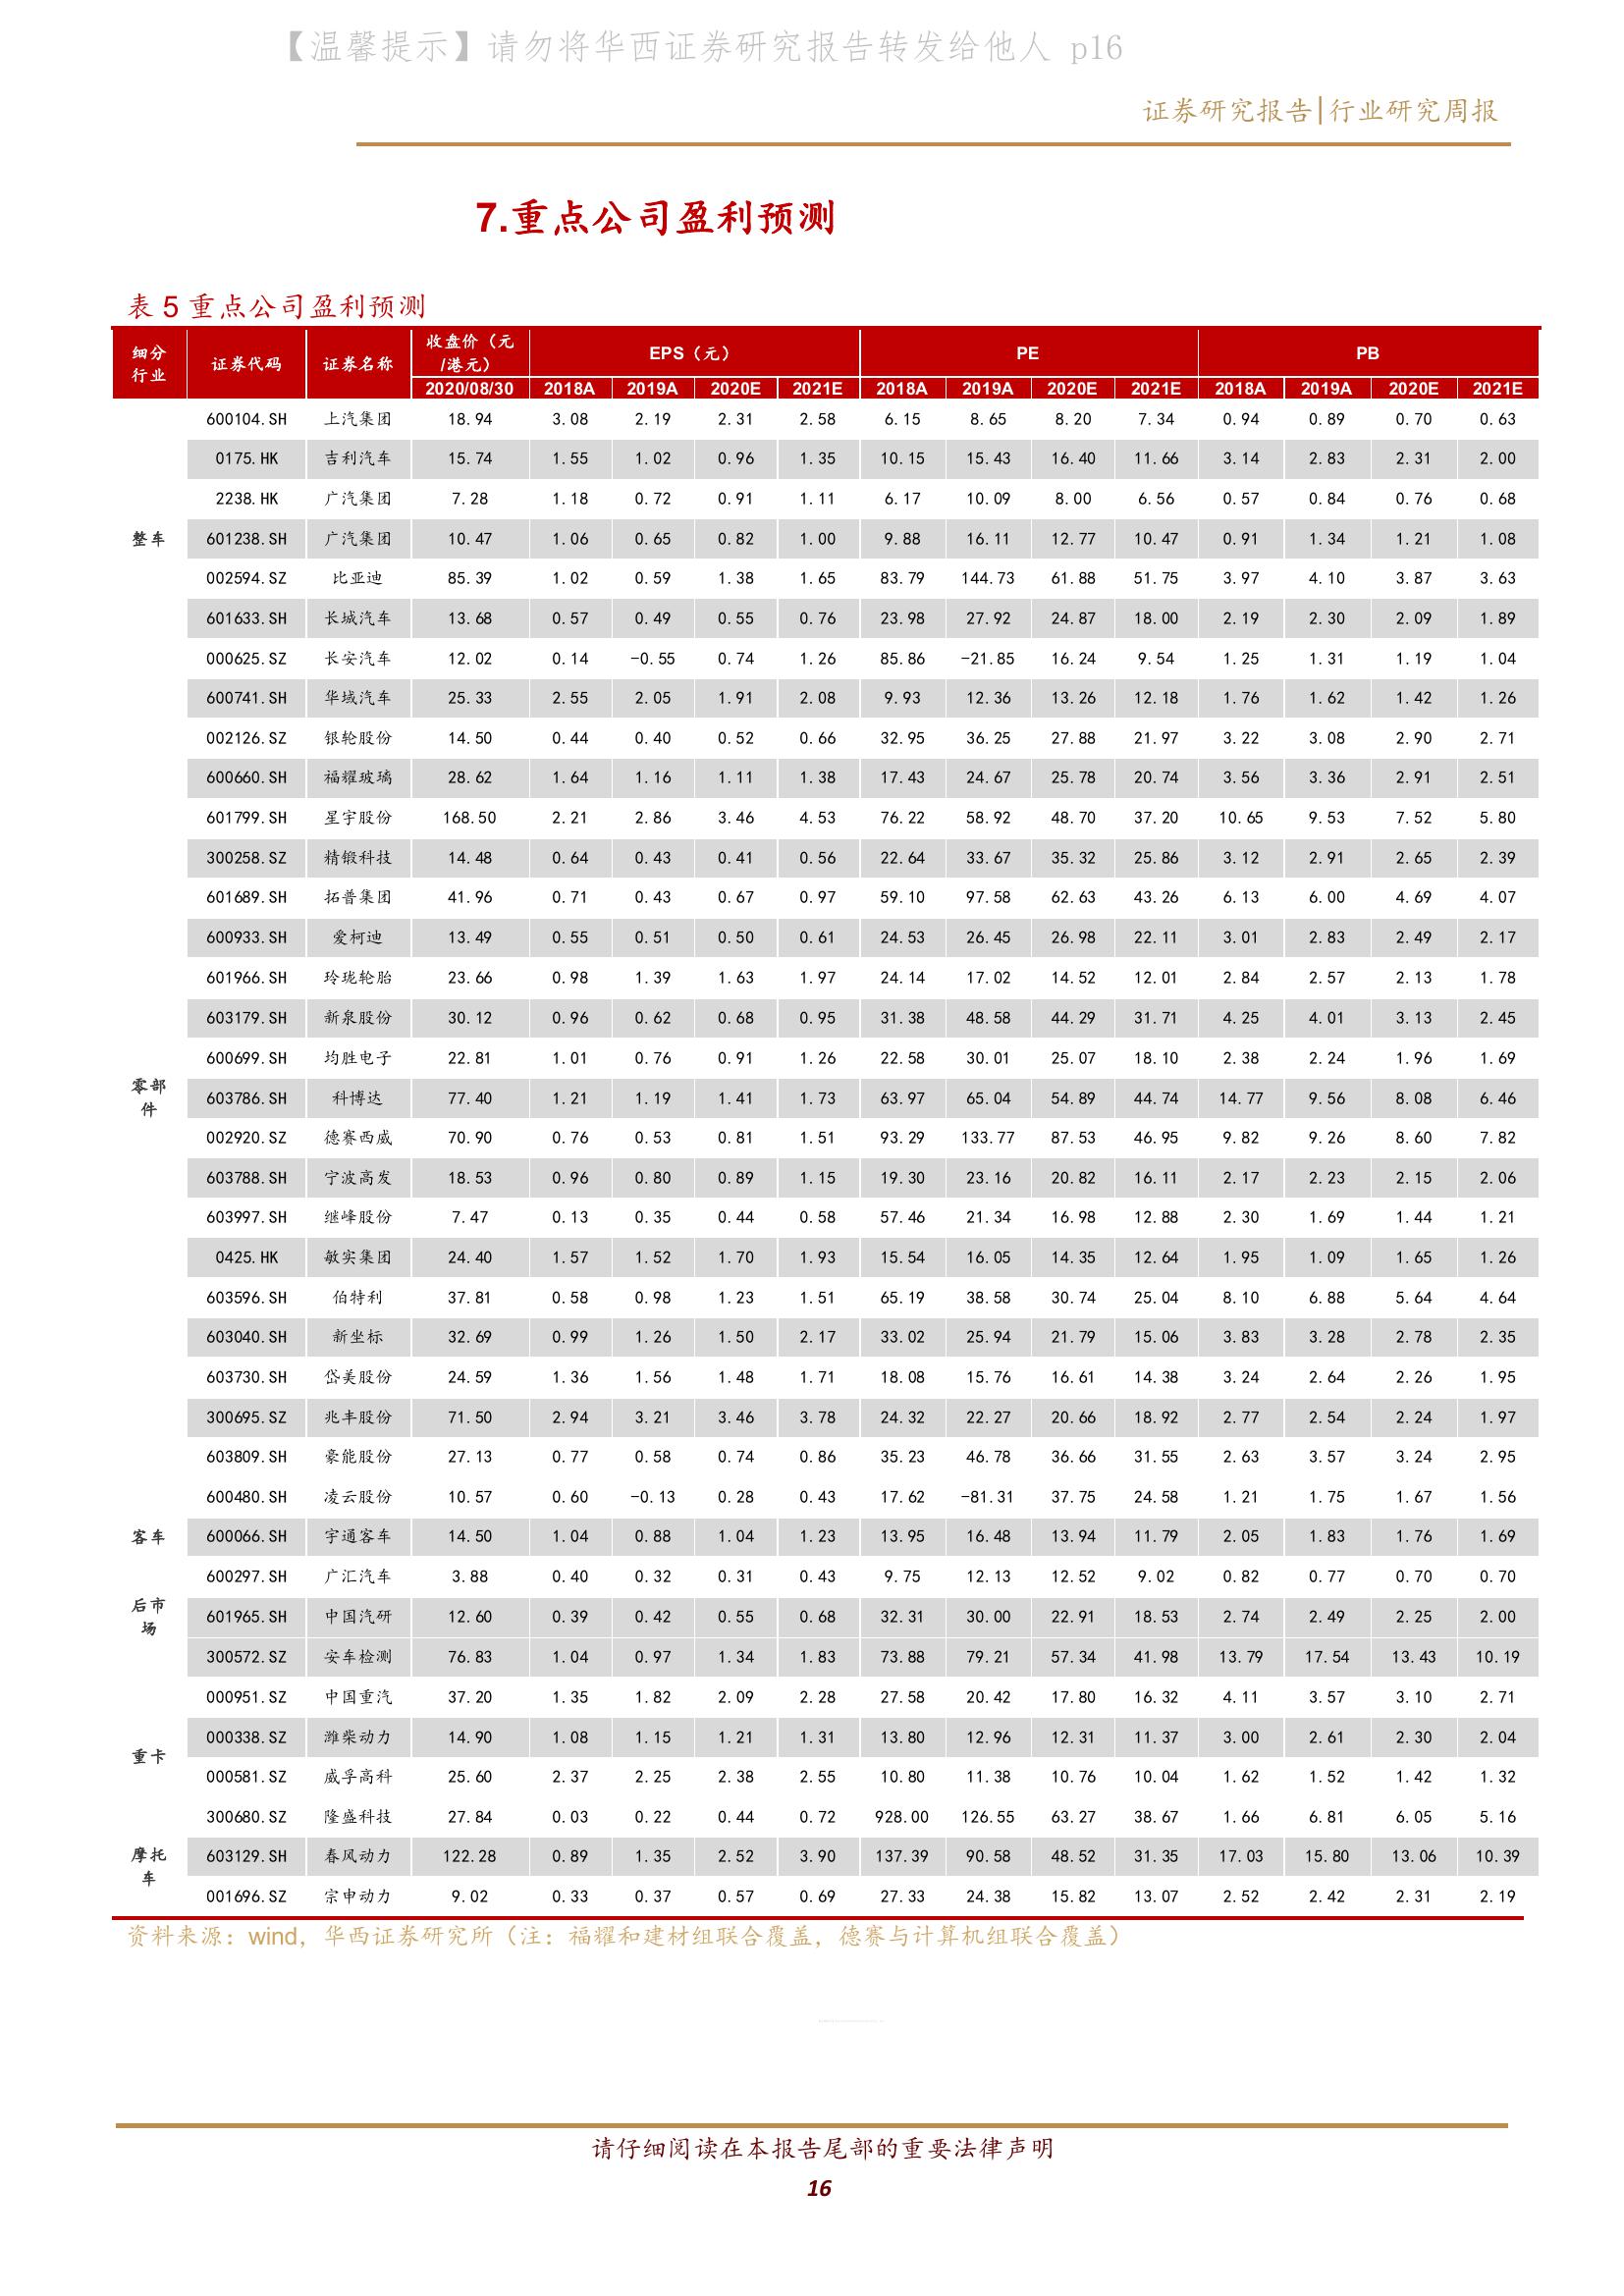 【温馨提示】请勿将华西证券研究报告转发给他人 p16
证券研究报告|行业研究周报
7.重点公司盈利预测
表 5 重点公司盈利预测
细分行业 证券代码 证券名称 收盘价（元/港元） EPS（元） PE PB
2020/08/30 2018A 2019A 2020E 2021E 2018A 2019A 2020E 2021E 2018A 2019A 2020E 2021E
600104.SH 上汽集团 18.94 3.08 2.19 2.31 2.58 6.15 8.65 8.20 7.34 0.94 0.89 0.70 0.63
0175.HK 吉利汽车 15.74 1.55 1.02 0.96 1.35 10.15 15.43 16.40 11.66 3.14 2.83 2.31 2.00
2238.HK 广汽集团 7.28 1.18 0.72 0.91 1.11 6.17 10.09 8.00 6.56 0.57 0.84 0.76 0.68
整车 601238.SH 广汽集团 10.47 1.06 0.65 0.82 1.00 9.88 16.11 12.77 10.47 0.91 1.34 1.21 1.08
002594.SZ 比亚迪 85.39 1.02 0.59 1.38 1.65 83.79 144.73 61.88 51.75 3.97 4.10 3.87 3.63
601633.SH 长城汽车 13.68 0.57 0.49 0.55 0.76 23.98 27.92 24.87 18.00 2.19 2.30 2.09 1.89
000625.SZ 长安汽车 12.02 0.14 -0.55 0.74 1.26 85.86 -21.85 16.24 9.54 1.25 1.31 1.19 1.04
600741.SH 华域汽车 25.33 2.55 2.05 1.91 2.08 9.93 12.36 13.26 12.18 1.76 1.62 1.42 1.26
002126.SZ 银轮股份 14.50 0.44 0.40 0.52 0.66 32.95 36.25 27.88 21.97 3.22 3.08 2.90 2.71
600660.SH 福耀玻璃 28.62 1.64 1.16 1.11 1.38 17.43 24.67 25.78 20.74 3.56 3.36 2.91 2.51
601799.SH 星宇股份 168.50 2.21 2.86 3.46 4.53 76.22 58.92 48.70 37.20 10.65 9.53 7.52 5.80
300258.SZ 精锻科技 14.48 0.64 0.43 0.41 0.56 22.64 33.67 35.32 25.86 3.12 2.91 2.65 2.39
601689.SH 拓普集团 41.96 0.71 0.43 0.67 0.97 59.10 97.58 62.63 43.26 6.13 6.00 4.69 4.07
600933.SH 爱柯迪 13.49 0.55 0.51 0.50 0.61 24.53 26.45 26.98 22.11 3.01 2.83 2.49 2.17
601966.SH 玲珑轮胎 23.66 0.98 1.39 1.63 1.97 24.14 17.02 14.52 12.01 2.84 2.57 2.13 1.78
603179.SH 新泉股份 30.12 0.96 0.62 0.68 0.95 31.38 48.58 44.29 31.71 4.25 4.01 3.13 2.45
600699.SH 均胜电子 22.81 1.01 0.76 0.91 1.26 22.58 30.01 25.07 18.10 2.38 2.24 1.96 1.69
零部件 603786.SH 科博达 77.40 1.21 1.19 1.41 1.73 63.97 65.04 54.89 44.74 14.77 9.56 8.08 6.46
002920.SZ 德赛西威 70.90 0.76 0.53 0.81 1.51 93.29 133.77 87.53 46.95 9.82 9.26 8.60 7.82
603788.SH 宁波高发 18.53 0.96 0.80 0.89 1.15 19.30 23.16 20.82 16.11 2.17 2.23 2.15 2.06
603997.SH 继峰股份 7.47 0.13 0.35 0.44 0.58 57.46 21.34 16.98 12.88 2.30 1.69 1.44 1.21
0425.HK 敏实集团 24.40 1.57 1.52 1.70 1.93 15.54 16.05 14.35 12.64 1.95 1.09 1.65 1.26
603596.SH 伯特利 37.81 0.58 0.98 1.23 1.51 65.19 38.58 30.74 25.04 8.10 6.88 5.64 4.64
603040.SH 新坐标 32.69 0.99 1.26 1.50 2.17 33.02 25.94 21.79 15.06 3.83 3.28 2.78 2.35
603730.SH 岱美股份 24.59 1.36 1.56 1.48 1.71 18.08 15.76 16.61 14.38 3.24 2.64 2.26 1.95
300695.SZ 兆丰股份 71.50 2.94 3.21 3.46 3.78 24.32 22.27 20.66 18.92 2.77 2.54 2.24 1.97
603809.SH 豪能股份 27.13 0.77 0.58 0.74 0.86 35.23 46.78 36.66 31.55 2.63 3.57 3.24 2.95
600480.SH 凌云股份 10.57 0.60 -0.13 0.28 0.43 17.62 -81.31 37.75 24.58 1.21 1.75 1.67 1.56
客车 600066.SH 宇通客车 14.50 1.04 0.88 1.04 1.23 13.95 16.48 13.94 11.79 2.05 1.83 1.76 1.69
600297.SH 广汇汽车 3.88 0.40 0.32 0.31 0.43 9.75 12.13 12.52 9.02 0.82 0.77 0.70 0.70
后市场 601965.SH 中国汽研 12.60 0.39 0.42 0.55 0.68 32.31 30.00 22.91 18.53 2.74 2.49 2.25 2.00
300572.SZ 安车检测 76.83 1.04 0.97 1.34 1.83 73.88 79.21 57.34 41.98 13.79 17.54 13.43 10.19
000951.SZ 中国重汽 37.20 1.35 1.82 2.09 2.28 27.58 20.42 17.80 16.32 4.11 3.57 3.10 2.71
重卡 000338.SZ 潍柴动力 14.90 1.08 1.15 1.21 1.31 13.80 12.96 12.31 11.37 3.00 2.61 2.30 2.04
000581.SZ 威孚高科 25.60 2.37 2.25 2.38 2.55 10.80 11.38 10.76 10.04 1.62 1.52 1.42 1.32
300680.SZ 隆盛科技 27.84 0.03 0.22 0.44 0.72 928.00 126.55 63.27 38.67 1.66 6.81 6.05 5.16
摩托车 603129.SH 春风动力 122.28 0.89 1.35 2.52 3.90 137.39 90.58 48.52 31.35 17.03 15.80 13.06 10.39
001696.SZ 宗申动力 9.02 0.33 0.37 0.57 0.69 27.33 24.38 15.82 13.07 2.52 2.42 2.31 2.19
资料来源：wind，华西证券研究所（注：福耀和建材组联合覆盖，德赛与计算机组联合覆盖）
请仔细阅读在本报告尾部的重要法律声明
16